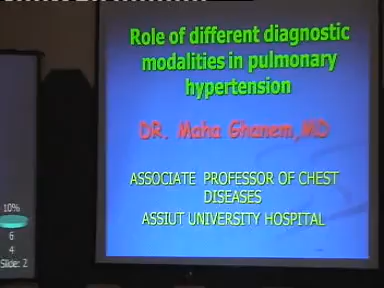 Role of different diagnostic
modalities in pulmonary
hypertension
DR. Maha Ghanem,MD
ASSOCIATE PROFESSOR OF CHEST
DISEASES
ASSIUT UNIVERSITY HOSPITAL
10%
6
4
Slide: 2